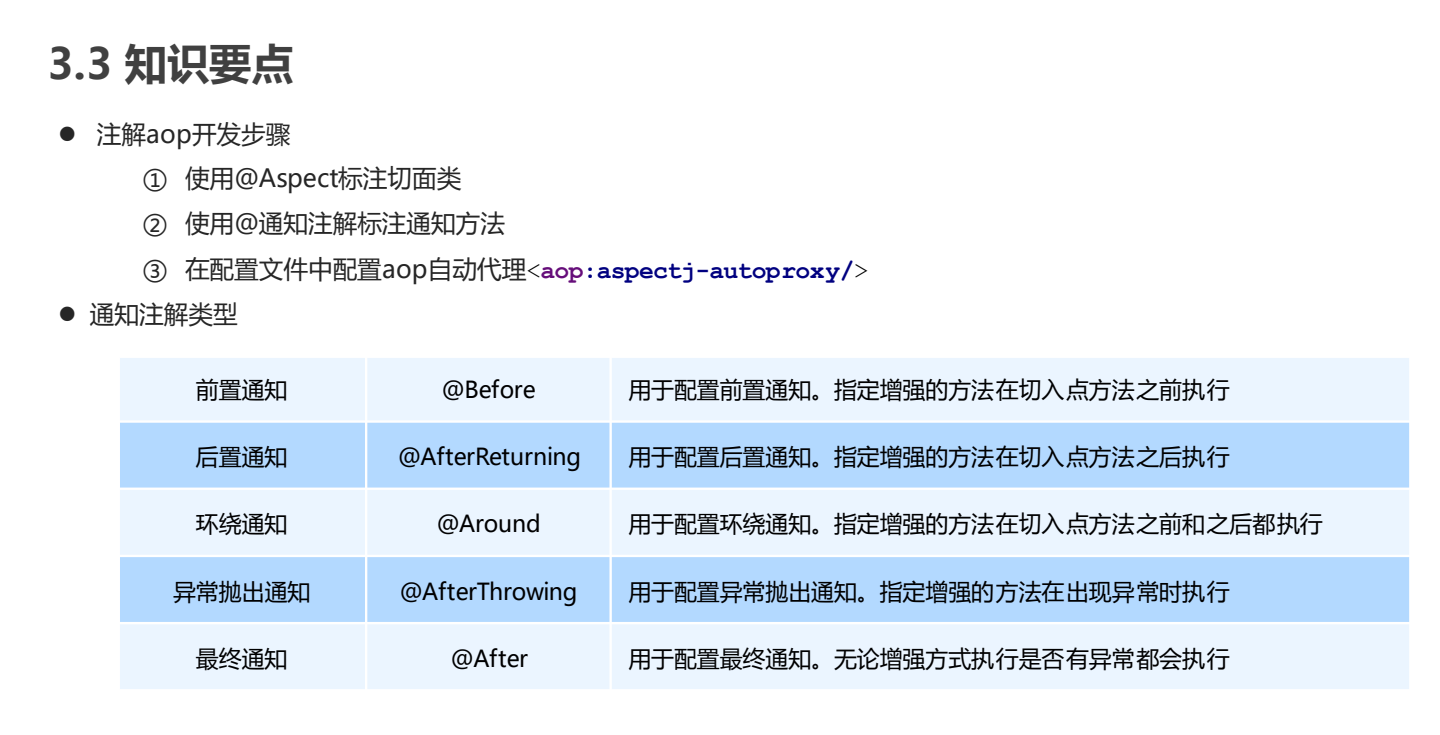 3.3 知识要点
● 注解aop开发步骤
① 使用@Aspect标注切面类
② 使用@通知注解标注通知方法
③ 在配置文件中配置aop自动代理<aop:aspectj-autoproxy/>
● 通知注解类型
前置通知 @Before 用于配置前置通知。指定增强的方法在切入点方法之前执行
后置通知 @AfterReturning 用于配置后置通知。指定增强的方法在切入点方法之后执行
环绕通知 @Around 用于配置环绕通知。指定增强的方法在切入点方法之前和之后都执行
异常抛出通知 @AfterThrowing 用于配置异常抛出通知。指定增强的方法在出现异常时执行
最终通知 @After 用于配置最终通知。无论增强方式执行是否有异常都会执行